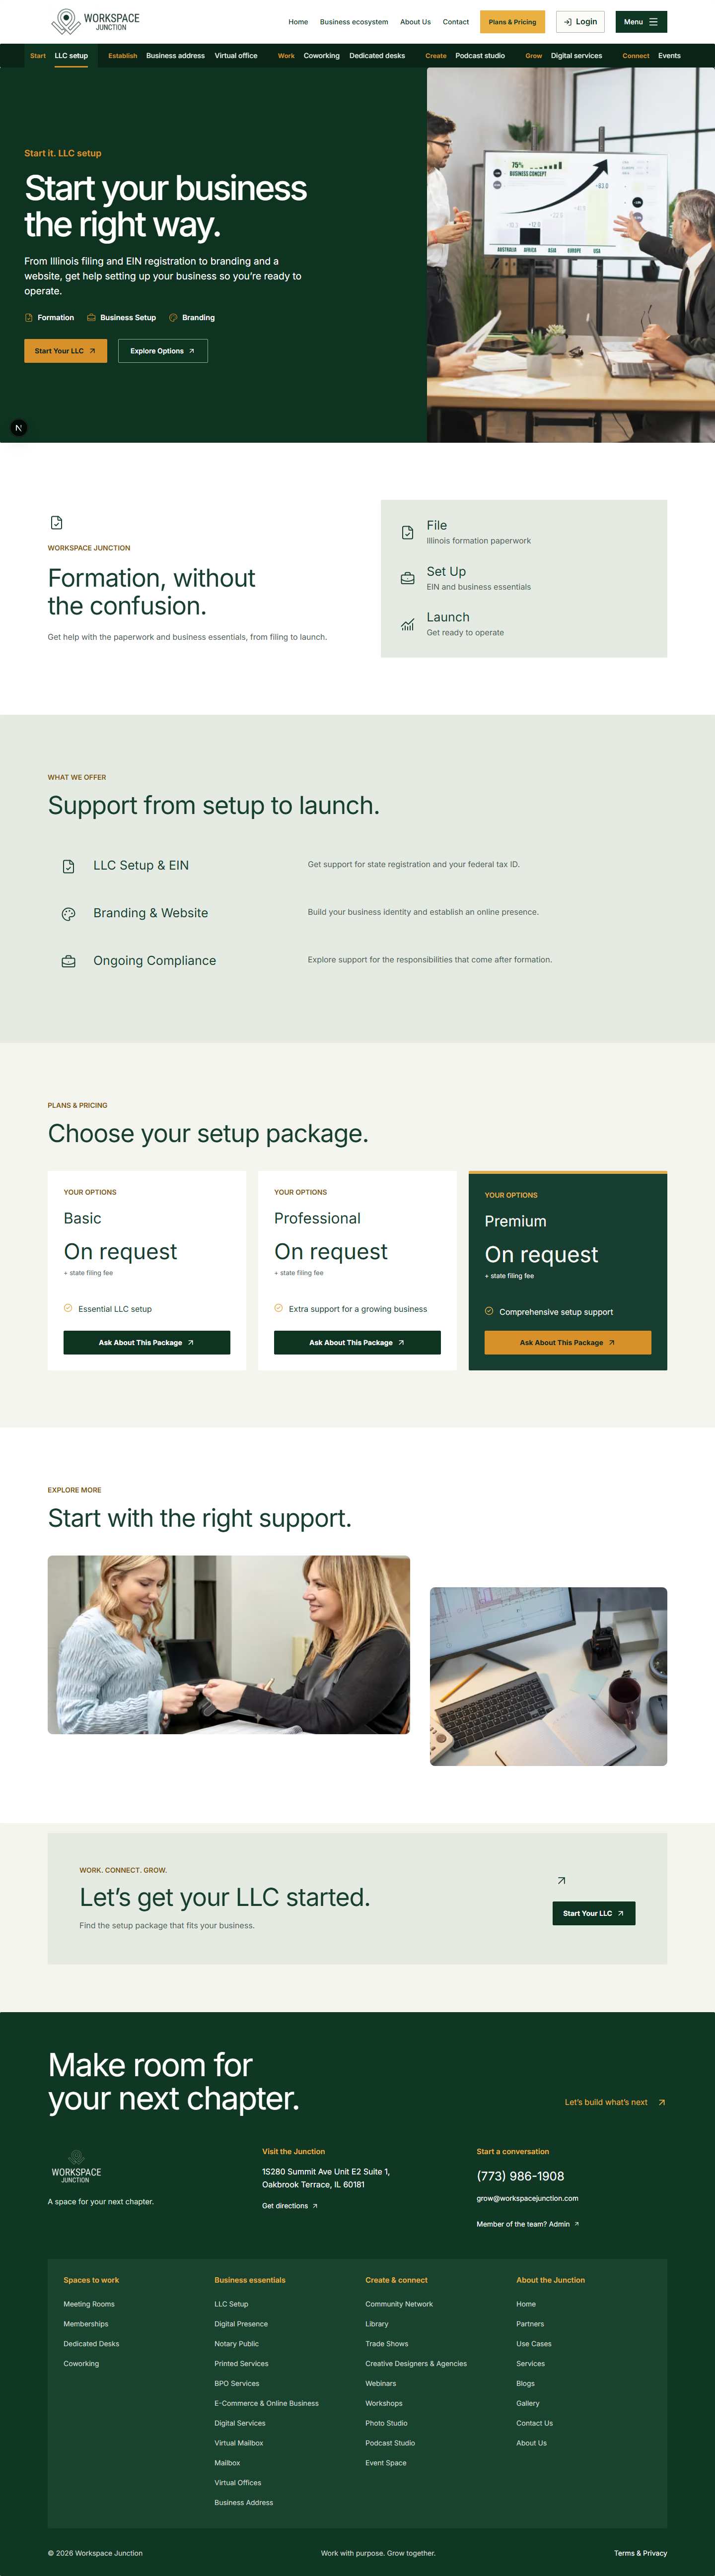 WORKSPACE
JUNCTION
Home Business ecosystem About Us Contact Plans & Pricing Login Menu
Start LLC setup Establish Business address Virtual office Work Coworking Dedicated desks Create Podcast studio Grow Digital services Connect Events
Start it. LLC setup
Start your business
the right way.
From Illinois filing and EIN registration to branding and a
website, get help setting up your business so you’re ready to
operate.
Formation Business Setup Branding
Start Your LLC Explore Options
N
75%
BUSINESS CONCEPT
AUSTRALIA AFRICA ASIA EUROPE USA
WORKSPACE JUNCTION
Formation, without
the confusion.
Get help with the paperwork and business essentials, from filing to launch.
File
Illinois formation paperwork
Set Up
EIN and business essentials
Launch
Get ready to operate
WHAT WE OFFER
Support from setup to launch.
LLC Setup & EIN
Get support for state registration and your federal tax ID.
Branding & Website
Build your business identity and establish an online presence.
Ongoing Compliance
Explore support for the responsibilities that come after formation.
PLANS & PRICING
Choose your setup package.
YOUR OPTIONS
Basic
On request
+ state filing fee
Essential LLC setup
Ask About This Package
YOUR OPTIONS
Professional
On request
+ state filing fee
Extra support for a growing business
Ask About This Package
YOUR OPTIONS
Premium
On request
+ state filing fee
Comprehensive setup support
Ask About This Package
EXPLORE MORE
Start with the right support.
WORK. CONNECT. GROW.
Let’s get your LLC started.
Find the setup package that fits your business.
Start Your LLC
Make room for
your next chapter.
Let’s build what’s next
WORKSPACE
JUNCTION
A space for your next chapter.
Visit the Junction
1S280 Summit Ave Unit E2 Suite 1,
Oakbrook Terrace, IL 60181
Get directions
Start a conversation
(773) 986-1908
grow@workspacejunction.com
Member of the team? Admin
Spaces to work
Meeting Rooms
Memberships
Dedicated Desks
Coworking
Business essentials
LLC Setup
Digital Presence
Notary Public
Printed Services
BPO Services
E-Commerce & Online Business
Digital Services
Virtual Mailbox
Mailbox
Virtual Offices
Business Address
Create & connect
Community Network
Library
Trade Shows
Creative Designers & Agencies
Webinars
Workshops
Photo Studio
Podcast Studio
Event Space
About the Junction
Home
Partners
Use Cases
Services
Blogs
Gallery
Contact Us
About Us
© 2026 Workspace Junction
Work with purpose. Grow together.
Terms & Privacy